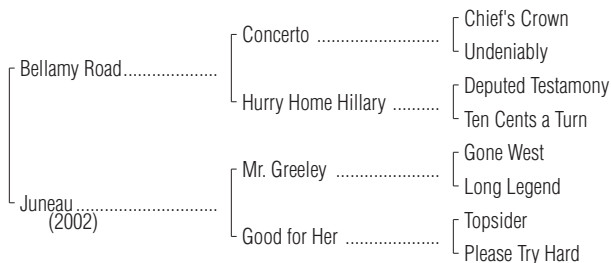 Chief's Crown
Concerto ..........................
Undeniably
Bellamy Road....................
Deputed Testamony
Hurry Home Hillary ..........
Ten Cents a Turn
Gone West
Mr. Greeley ......................
Long Legend
Juneau..............................
(2002)
Topsider
Good for Her ....................
Please Try Hard